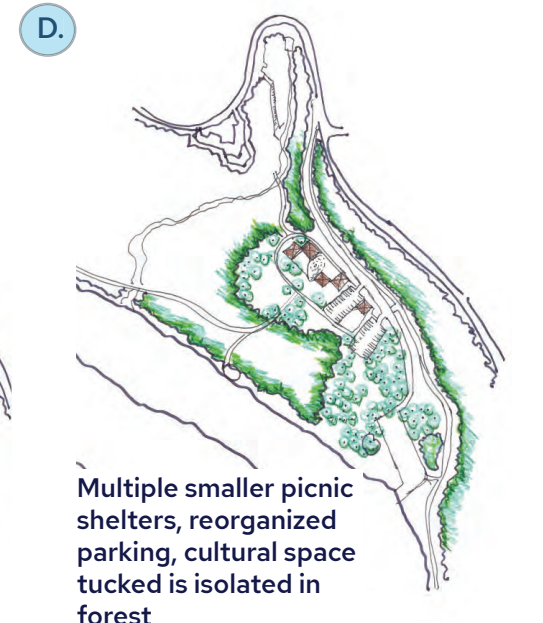 D.
Multiple smaller picnic
shelters, reorganized
parking, cultural space
tucked is isolated in
forest